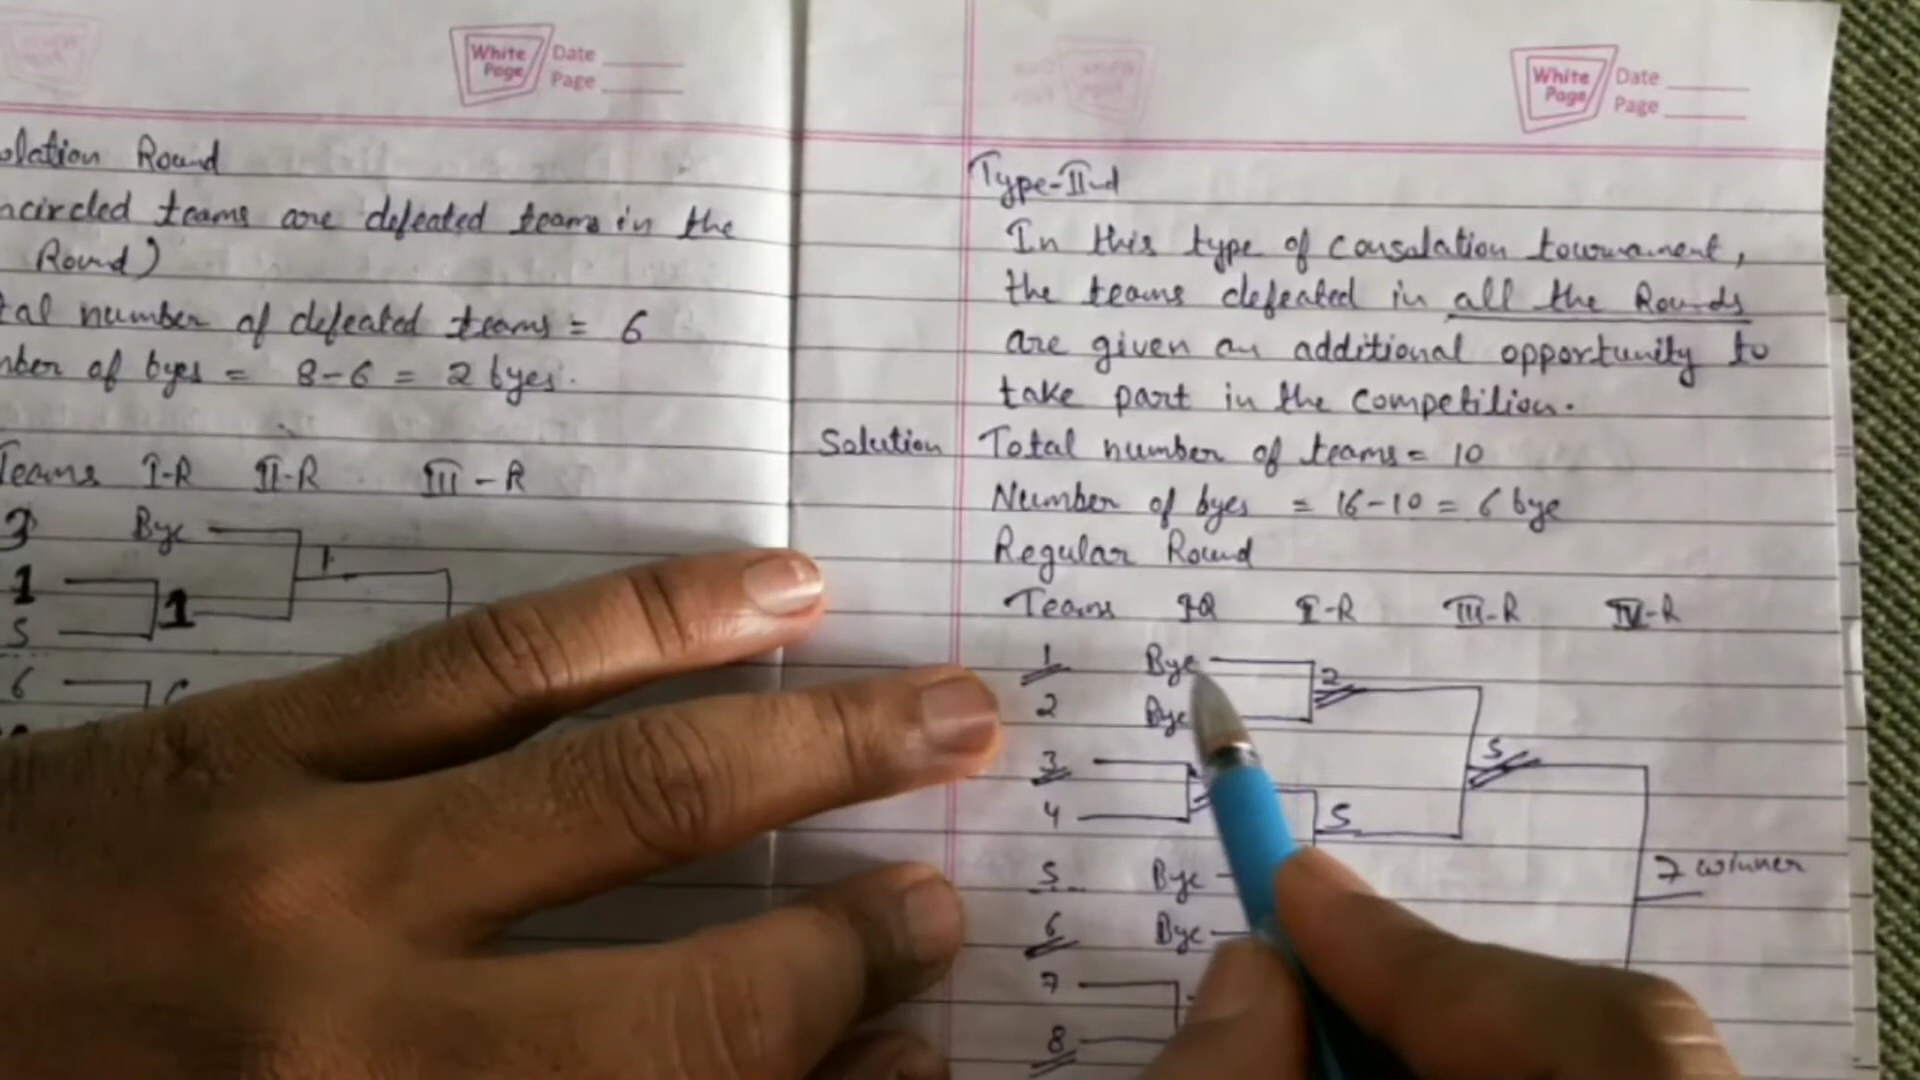 White Page Date
Page
olation Round
ncircled teams are defeated teams in the
Round)
tal number of defeated teams = 6
mber of byes = 8-6 = 2 byes.
Teams I-R II-R III-R
3 Bye
1 1 1
5
6
White Page Date
Page
Type-IInd
In this type of consalation tournament,
the teams defeated in all the Rounds
are given an additional opportunity to
take part in the competition.
Solution Total number of teams = 10
Number of byes = 16-10 = 6 bye
Regular Round
Teams I-R I-R III-R IV-R
1 Bye 2
2 Bye
3 5
4 5
5 Bye 7 winner
6 Bye
7
8